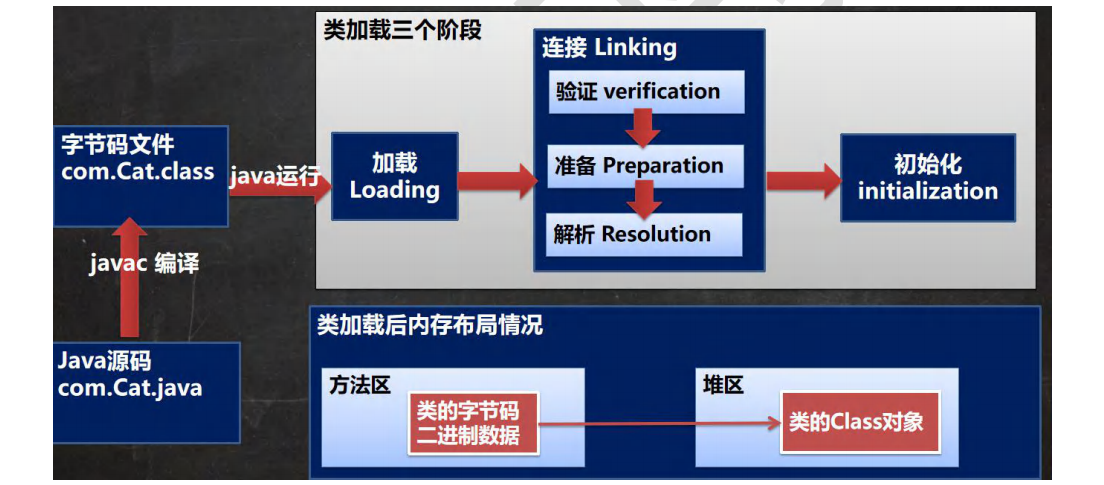 类加载三个阶段
连接 Linking
验证 verification
准备 Preparation
解析 Resolution
字节码文件
com.Cat.class
java运行
加载
Loading
初始化
initialization
javac 编译
Java源码
com.Cat.java
类加载后内存布局情况
方法区
类的字节码
二进制数据
堆区
类的Class对象